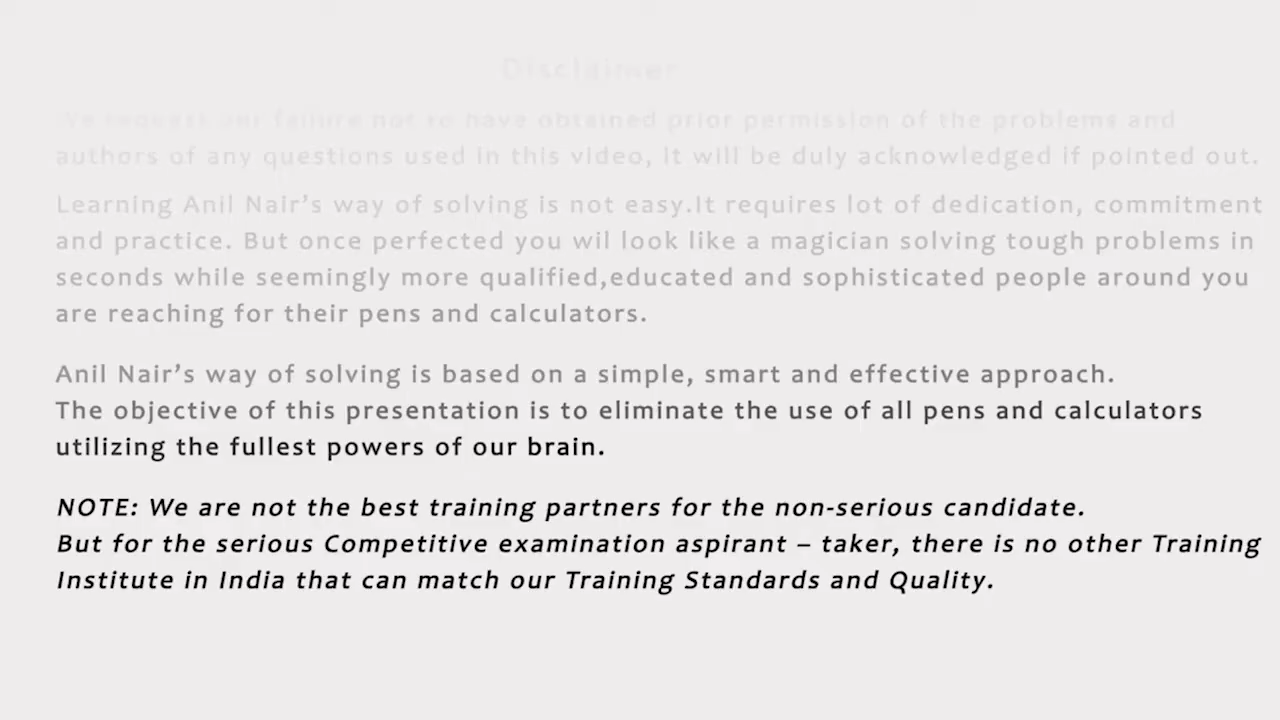 Disclaimer
We request our failure not to have obtained prior permission of the problems and
authors of any questions used in this video, it will be duly acknowledged if pointed out.
Learning Anil Nair's way of solving is not easy.It requires lot of dedication, commitment
and practice. But once perfected you wil look like a magician solving tough problems in
seconds while seemingly more qualified,educated and sophisticated people around you
are reaching for their pens and calculators.
Anil Nair's way of solving is based on a simple, smart and effective approach.
The objective of this presentation is to eliminate the use of all pens and calculators
utilizing the fullest powers of our brain.
NOTE: We are not the best training partners for the non-serious candidate.
But for the serious Competitive examination aspirant – taker, there is no other Training
Institute in India that can match our Training Standards and Quality.